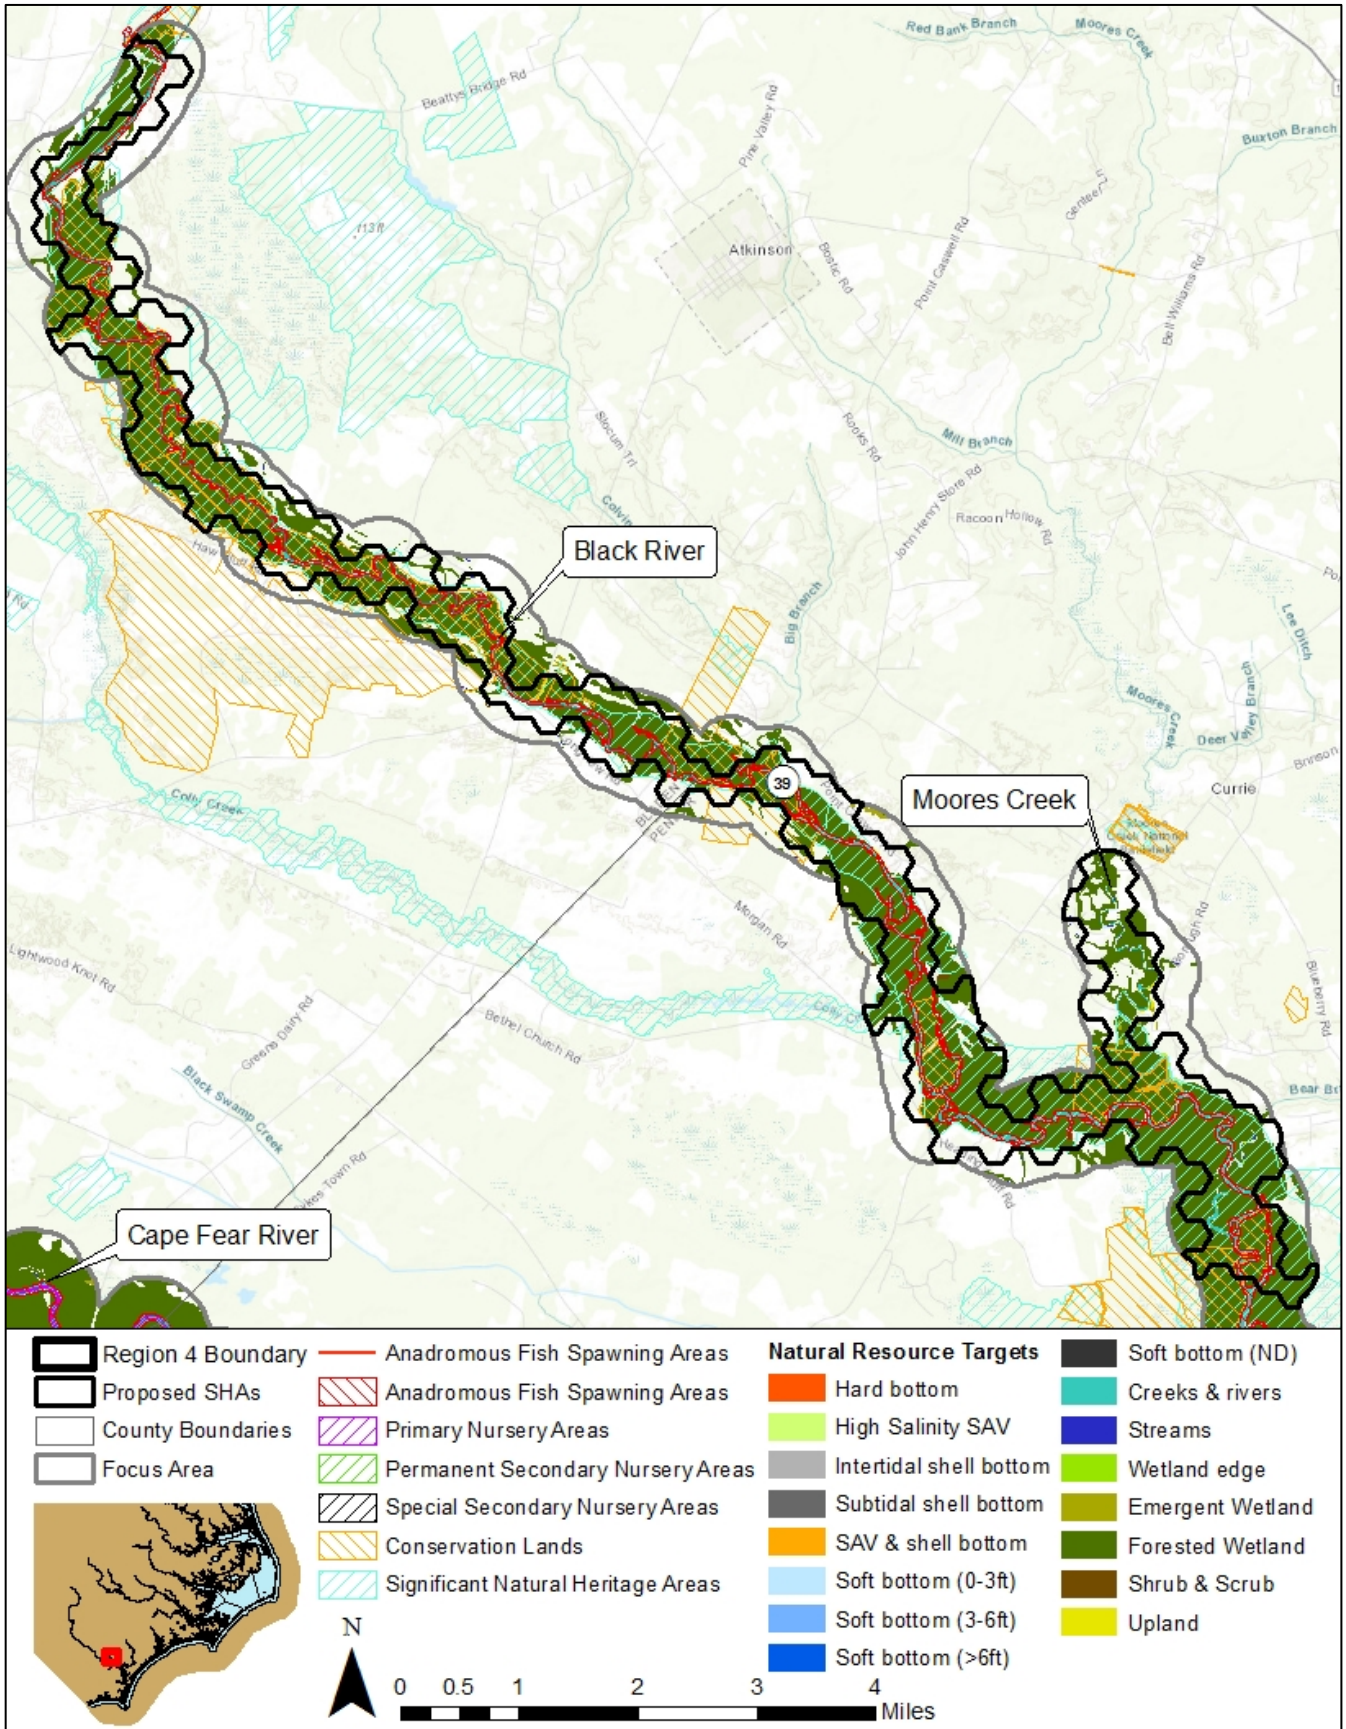 Red Bank Branch
Moores Creek
Beattys Bridge Rd
Pine Valley Rd
Buxton Branch
Genteel Ln
113 ft
Atkinson
Bostic Rd
Point Caswell Rd
Bell Williams Rd
Slocum Trl
Rooks Rd
Mill Branch
John Henry Store Rd
Racoon Hollow Rd
Colvin
Black River
Big Branch
Lee Ditch
Rd
Moores Creek
Deer Valley Branch
Brinson
Currie
39
Moores Creek
Colly Creek
Morgan Rd
Lightwood Knot Rd
Greens Dairy Rd
Bethel Church Rd
Blueberry Rd
Black Swamp Creek
Cape Fear River
Region 4 Boundary
Proposed SHAs
County Boundaries
Focus Area
Anadromous Fish Spawning Areas
Anadromous Fish Spawning Areas
Primary Nursery Areas
Permanent Secondary Nursery Areas
Special Secondary Nursery Areas
Conservation Lands
Significant Natural Heritage Areas
Natural Resource Targets
Hard bottom
High Salinity SAV
Intertidal shell bottom
Subtidal shell bottom
SAV & shell bottom
Soft bottom (0-3ft)
Soft bottom (3-6ft)
Soft bottom (>6ft)
Soft bottom (ND)
Creeks & rivers
Streams
Wetland edge
Emergent Wetland
Forested Wetland
Shrub & Scrub
Upland
N
0 0.5 1 2 3 4
Miles